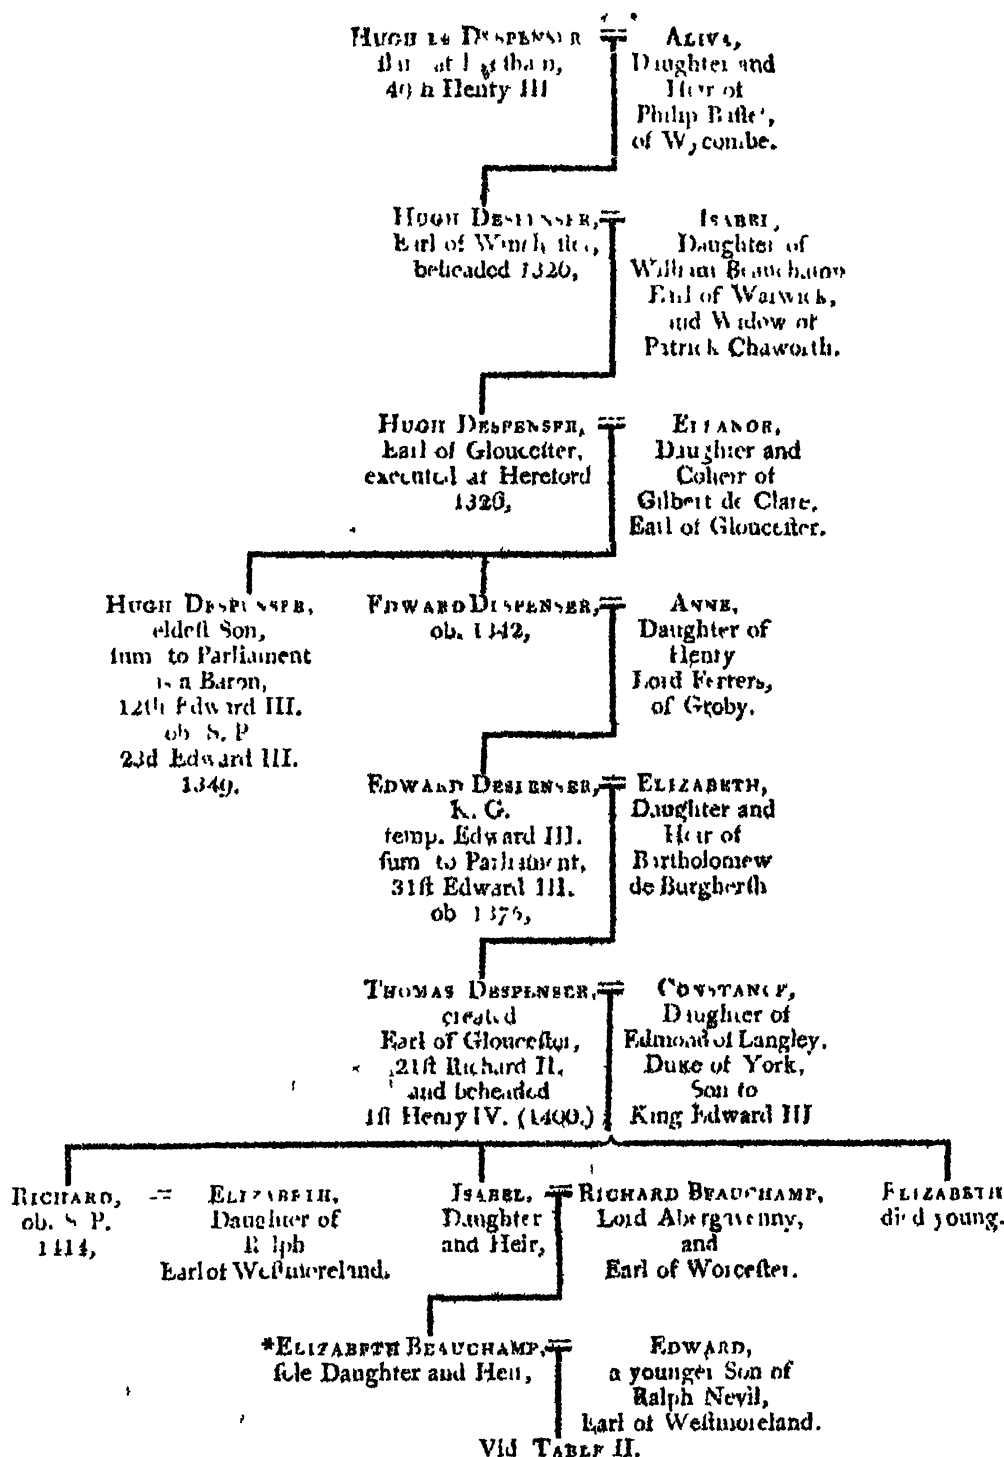 HUGH DESPENSER
at
Henry III
ALIVA,
Daughter and
Heir of
Philip
of Wycombe.
HUGH DESPENSER,
Earl of
beheaded 1326,
ISABEL,
Daughter of
William Beauchamp
Earl of Warwick,
and Widow of
Patrick Chaworth.
HUGH DESPENSER,
Earl of Gloucester,
executed at Hereford
1326,
ELEANOR,
Daughter and
Coheir of
Gilbert de Clare,
Earl of Gloucester.
HUGH DESPENSER,
eldest Son,
sum to Parliament
as a Baron,
12th Edward III.
ob S. P
23d Edward III.
1349.
EDWARD DESPENSER,
ob. 1342,
ANNE,
Daughter of
Henry
Lord Ferrers,
of Groby.
EDWARD DESPENSER,
K. G.
temp. Edward III.
sum to Parliament,
31st Edward III.
ob 1375,
ELIZABETH,
Daughter and
Heir of
Bartholomew
de Burghersh
THOMAS DESPENSER,
created
Earl of Gloucester,
21st Richard II.
and beheaded
1st Henry IV. (1400.)
CONSTANCE,
Daughter of
Edmond of Langley,
Duke of York,
Son to
King Edward III
RICHARD,
ob. S P.
1414,
ELIZABETH,
Daughter of
Ralph
Earl of Westmoreland.
ISABEL,
Daughter
and Heir,
RICHARD BEAUCHAMP,
Lord Abergavenny,
and
Earl of Worcester.
ELIZABETH
died young.
*ELIZABETH BEAUCHAMP,
sole Daughter and Heir,
EDWARD,
a younger Son of
Ralph Nevil,
Earl of Westmoreland.
Vid TABLE II.